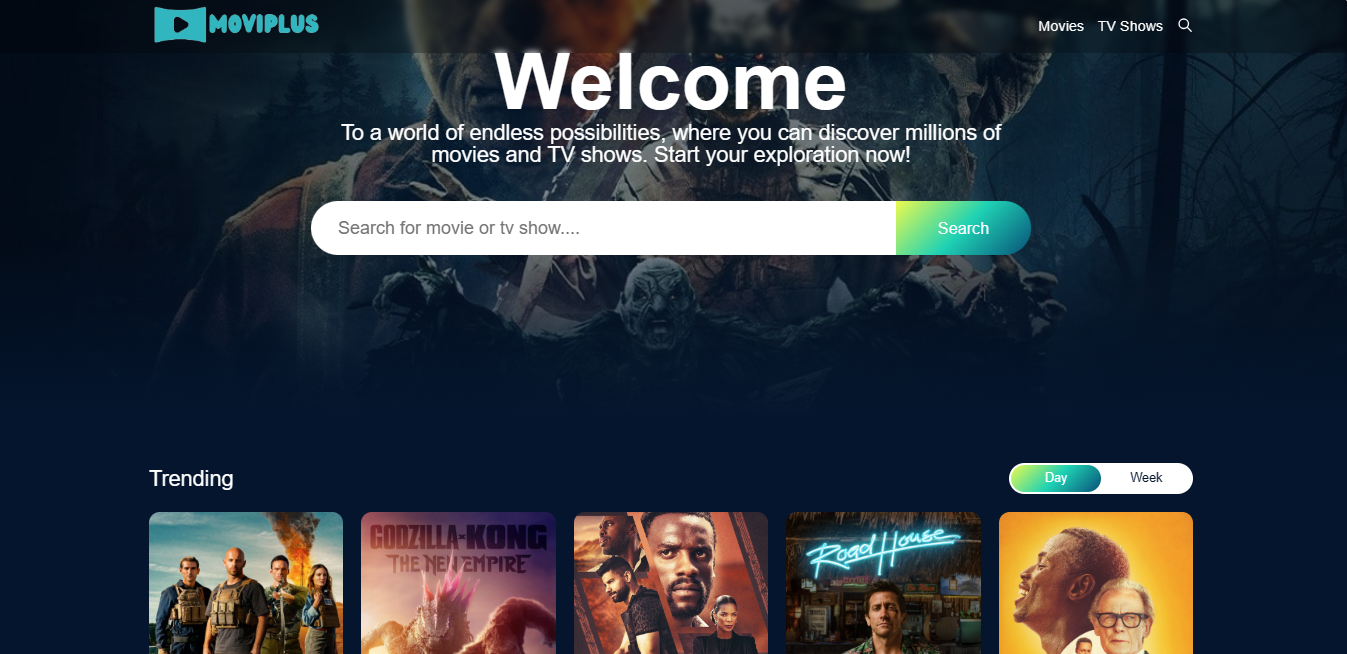 MOVIPLUS
Movies TV Shows
Welcome
To a world of endless possibilities, where you can discover millions of
movies and TV shows. Start your exploration now!
Search for movie or tv show.... Search
Trending Day Week
GODZILLA x KONG
THE NEW EMPIRE
Road House